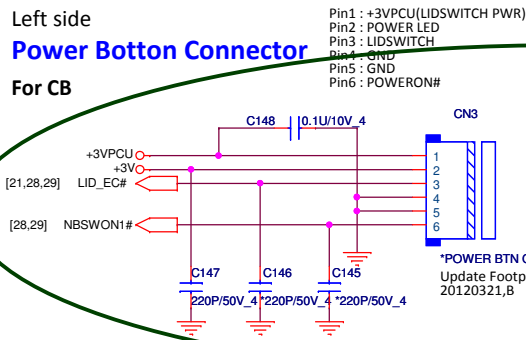 Left side
Power Botton Connector
For CB
Pin1 : +3VPCU(LIDSWITCH PWR)
Pin2 : POWER LED
Pin3 : LIDSWITCH
Pin4 : GND
Pin5 : GND
Pin6 : POWERON#
C148 0.1U/10V_4
CN3
+3VPCU
+3V
[21,28,29] LID_EC#
[28,29] NBSWON1#
1
2
3
4
5
6
C147
220P/50V_4
C146
*220P/50V_4
C145
*220P/50V_4
*POWER BTN
Update Footp
20120321,B